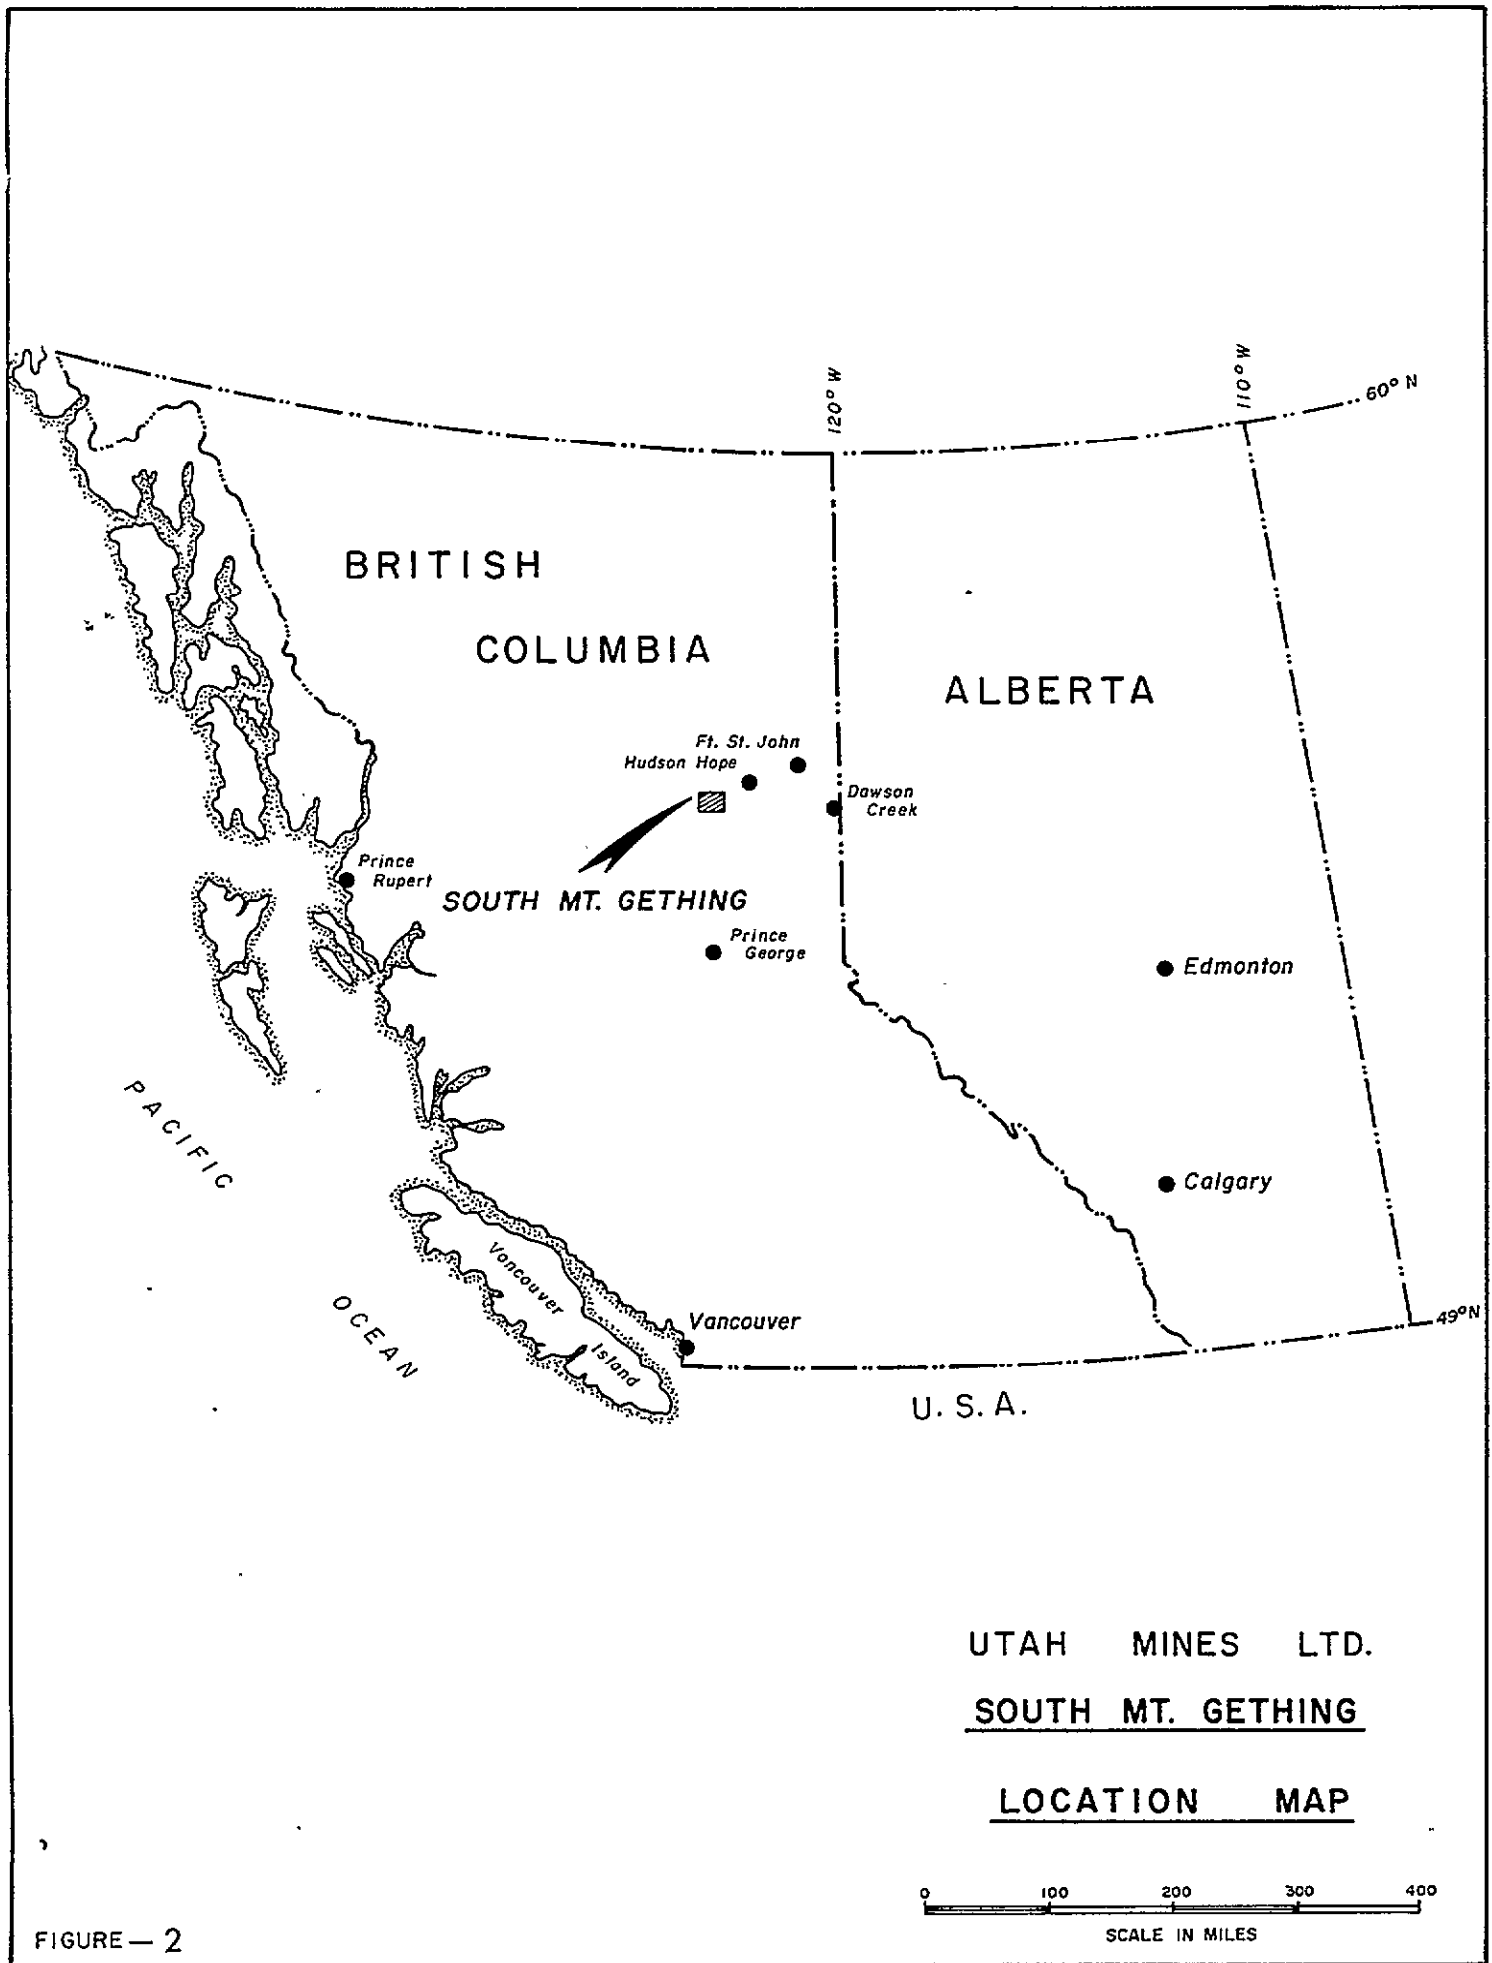 120° W
110° W
60° N
BRITISH
COLUMBIA
ALBERTA
Ft. St. John
Hudson Hope
Dawson
Creek
Prince
Rupert
SOUTH MT. GETHING
Prince
George
Edmonton
PACIFIC
Calgary
Vancouver
Island
OCEAN
Vancouver
49°N
U. S. A.
UTAH MINES LTD.
SOUTH MT. GETHING
LOCATION MAP
0 100 200 300 400
SCALE IN MILES
FIGURE — 2